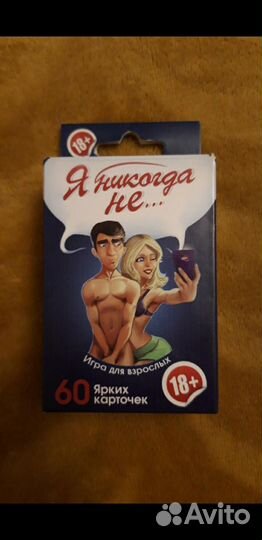 18+
Я никогда
не...
Игра для взрослых
60 Ярких
карточек
18+
Avito